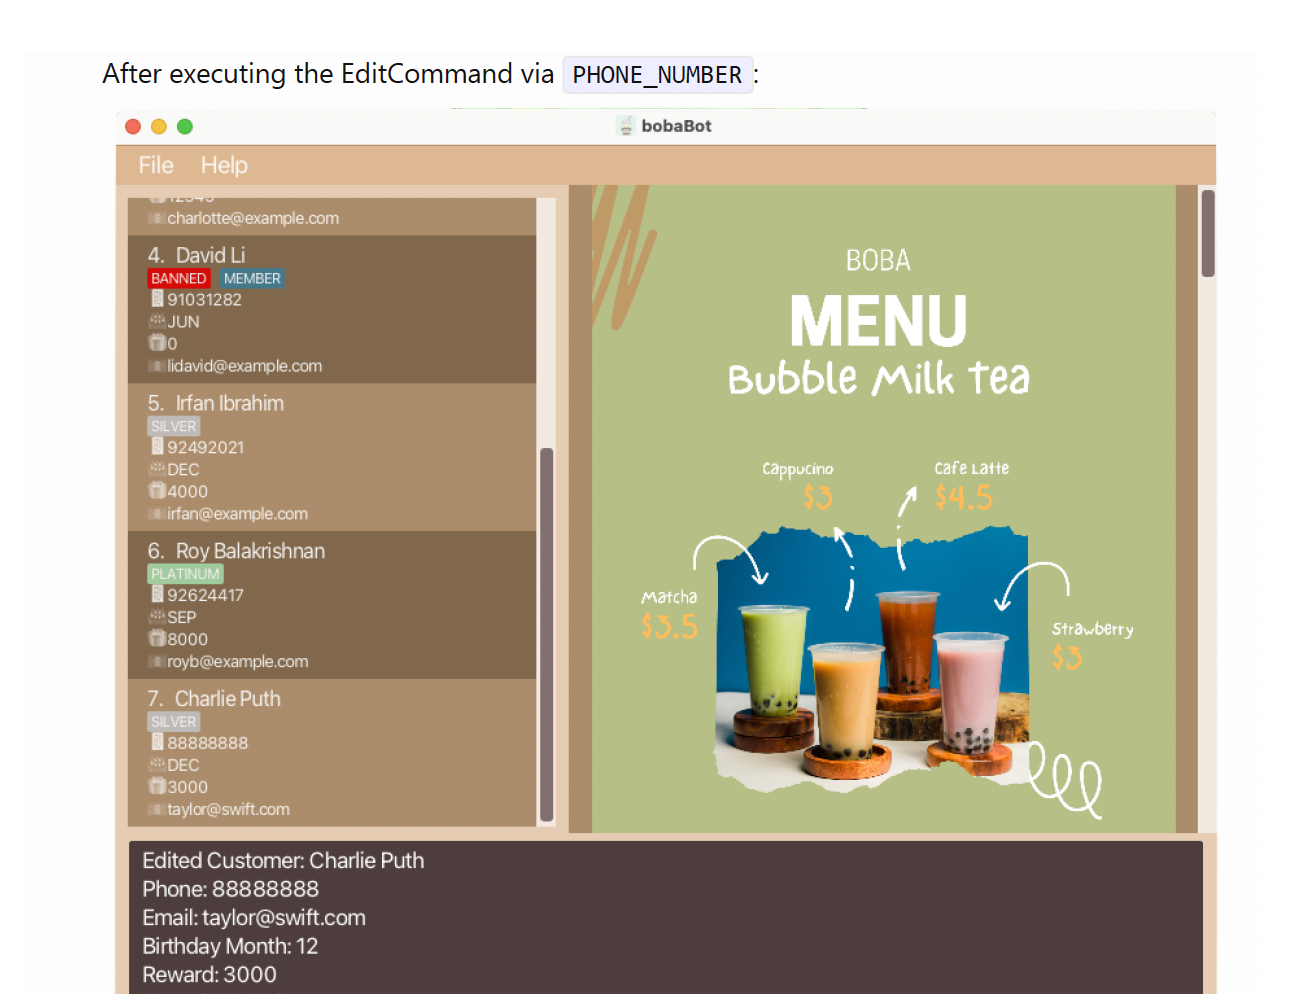 After executing the EditCommand via PHONE_NUMBER:
bobaBot
File Help
charlotte@example.com
4. David Li
BANNED MEMBER
91031282
JUN
0
lidavid@example.com
5. Irfan Ibrahim
SILVER
92492021
DEC
4000
irfan@example.com
6. Roy Balakrishnan
PLATINUM
92624417
SEP
8000
royb@example.com
7. Charlie Puth
SILVER
88888888
DEC
3000
taylor@swift.com
BOBA
MENU
Bubble Milk Tea
Cappucino
$3
Cafe Latte
$4.5
Matcha
$3.5
Strawberry
$3
Edited Customer: Charlie Puth
Phone: 88888888
Email: taylor@swift.com
Birthday Month: 12
Reward: 3000